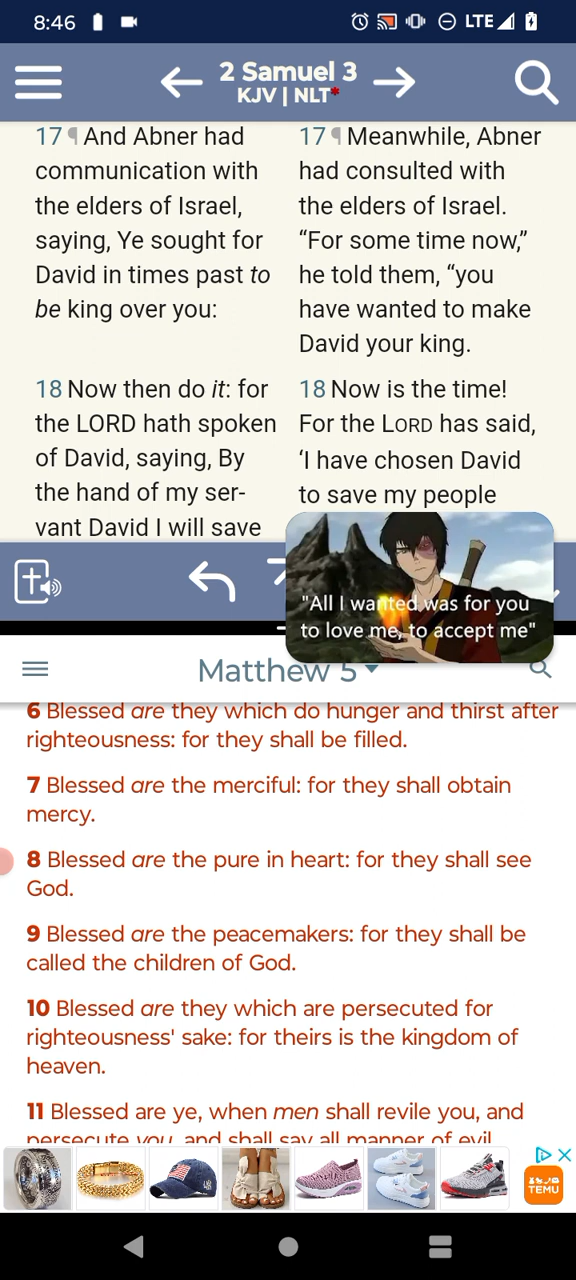 8:46
LTE
2 Samuel 3
KJV | NLT*
17 ¶ And Abner had
communication with
the elders of Israel,
saying, Ye sought for
David in times past to
be king over you:
18 Now then do it: for
the LORD hath spoken
of David, saying, By
the hand of my ser-
vant David I will save
17 ¶ Meanwhile, Abner
had consulted with
the elders of Israel.
“For some time now,”
he told them, “you
have wanted to make
David your king.
18 Now is the time!
For the LORD has said,
‘I have chosen David
to save my people
"All I wanted was for you
to love me, to accept me"
Matthew 5
6 Blessed are they which do hunger and thirst after
righteousness: for they shall be filled.
7 Blessed are the merciful: for they shall obtain
mercy.
8 Blessed are the pure in heart: for they shall see
God.
9 Blessed are the peacemakers: for they shall be
called the children of God.
10 Blessed are they which are persecuted for
righteousness' sake: for theirs is the kingdom of
heaven.
11 Blessed are ye, when men shall revile you, and
persecute you, and shall say all manner of evil
TEMU